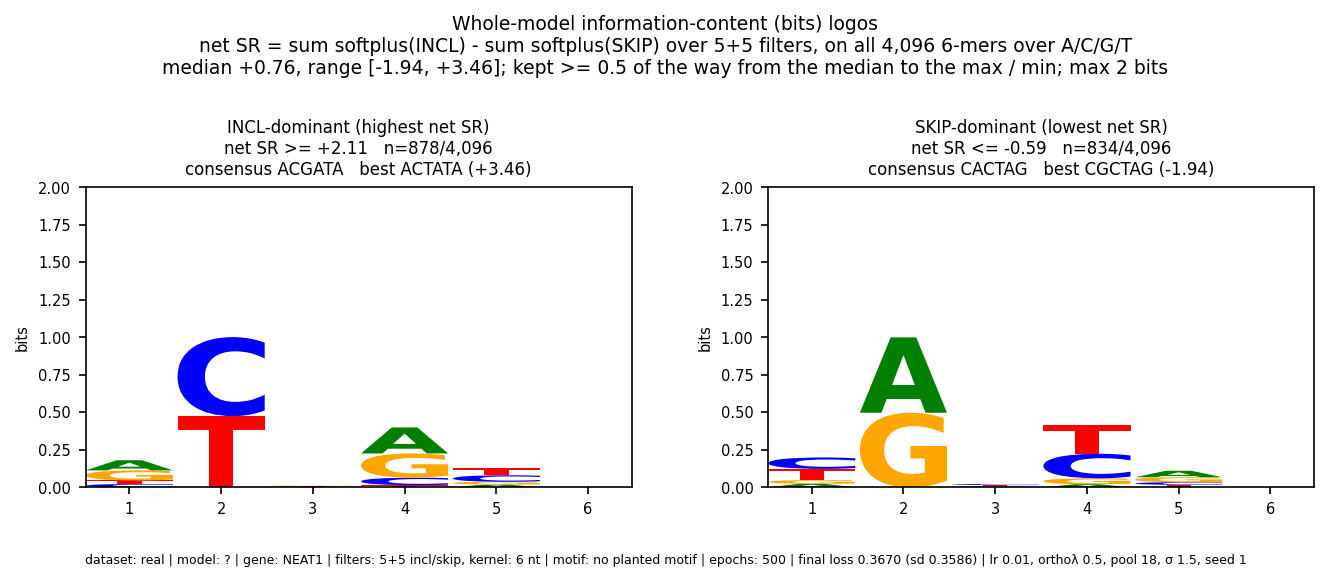 Whole-model information-content (bits) logos
net SR = sum softplus(INCL) - sum softplus(SKIP) over 5+5 filters, on all 4,096 6-mers over A/C/G/T
median +0.76, range [-1.94, +3.46]; kept >= 0.5 of the way from the median to the max / min; max 2 bits
INCL-dominant (highest net SR)
net SR >= +2.11   n=878/4,096
consensus ACGATA   best ACTATA (+3.46)
2.00
1.75
1.50
1.25
1.00
0.75
0.50
0.25
0.00
bits
A
G
T
C
C
T
A
G
C
T
C
G
1
2
3
4
5
6
SKIP-dominant (lowest net SR)
net SR <= -0.59   n=834/4,096
consensus CACTAG   best CGCTAG (-1.94)
2.00
1.75
1.50
1.25
1.00
0.75
0.50
0.25
0.00
bits
C
T
G
A
A
G
T
C
G
A
A
G
C
T
1
2
3
4
5
6
dataset: real | model: ? | gene: NEAT1 | filters: 5+5 incl/skip, kernel: 6 nt | motif: no planted motif | epochs: 500 | final loss 0.3670 (sd 0.3586) | lr 0.01, orthoλ 0.5, pool 18, σ 1.5, seed 1